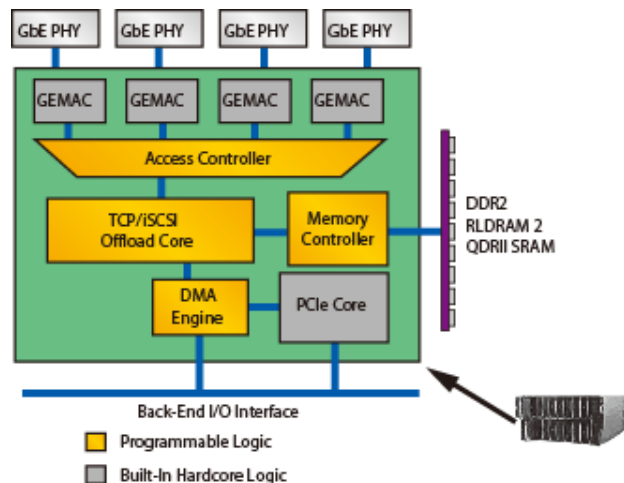 GbE PHY
GbE PHY
GbE PHY
GbE PHY
GEMAC
GEMAC
GEMAC
GEMAC
Access Controller
TCP/iSCSI
Offload Core
Memory
Controller
DDR2
RLDRAM 2
QDRII SRAM
DMA
Engine
PCIe Core
Back-End I/O Interface
Programmable Logic
Built-In Hardcore Logic